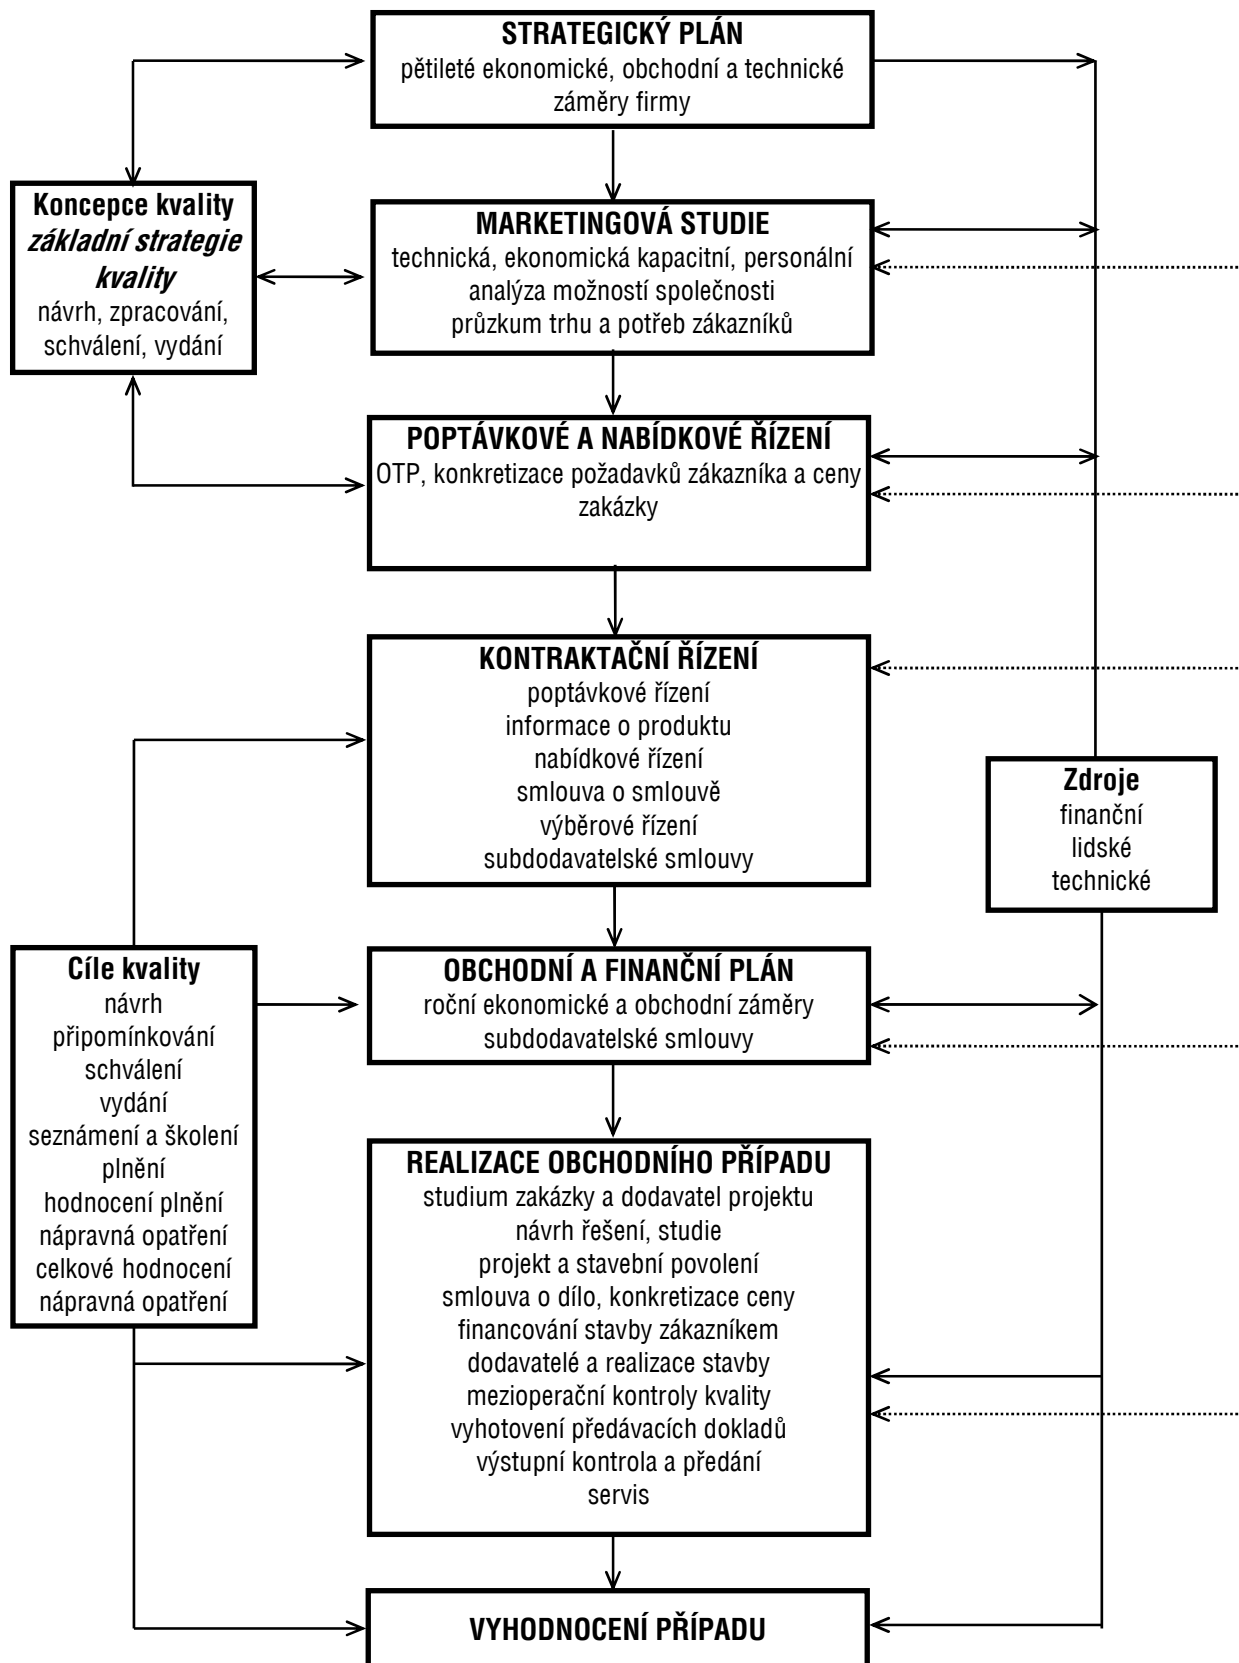 STRATEGICKÝ PLÁN
pětileté ekonomické, obchodní a technické
záměry firmy
Koncepce kvality
základní strategie
kvality
návrh, zpracování,
schválení, vydání
MARKETINGOVÁ STUDIE
technická, ekonomická kapacitní, personální
analýza možností společnosti
průzkum trhu a potřeb zákazníků
POPTÁVKOVÉ A NABÍDKOVÉ ŘÍZENÍ
OTP, konkretizace požadavků zákazníka a ceny
zakázky
KONTRAKTAČNÍ ŘÍZENÍ
poptávkové řízení
informace o produktu
nabídkové řízení
smlouva o smlouvě
výběrové řízení
subdodavatelské smlouvy
Zdroje
finanční
lidské
technické
Cíle kvality
návrh
připomínkování
schválení
vydání
seznámení a školení
plnění
hodnocení plnění
nápravná opatření
celkové hodnocení
nápravná opatření
OBCHODNÍ A FINANČNÍ PLÁN
roční ekonomické a obchodní záměry
subdodavatelské smlouvy
REALIZACE OBCHODNÍHO PŘÍPADU
studium zakázky a dodavatel projektu
návrh řešení, studie
projekt a stavební povolení
smlouva o dílo, konkretizace ceny
financování stavby zákazníkem
dodavatelé a realizace stavby
mezioperační kontroly kvality
vyhotovení předávacích dokladů
výstupní kontrola a předání
servis
VYHODNOCENÍ PŘÍPADU